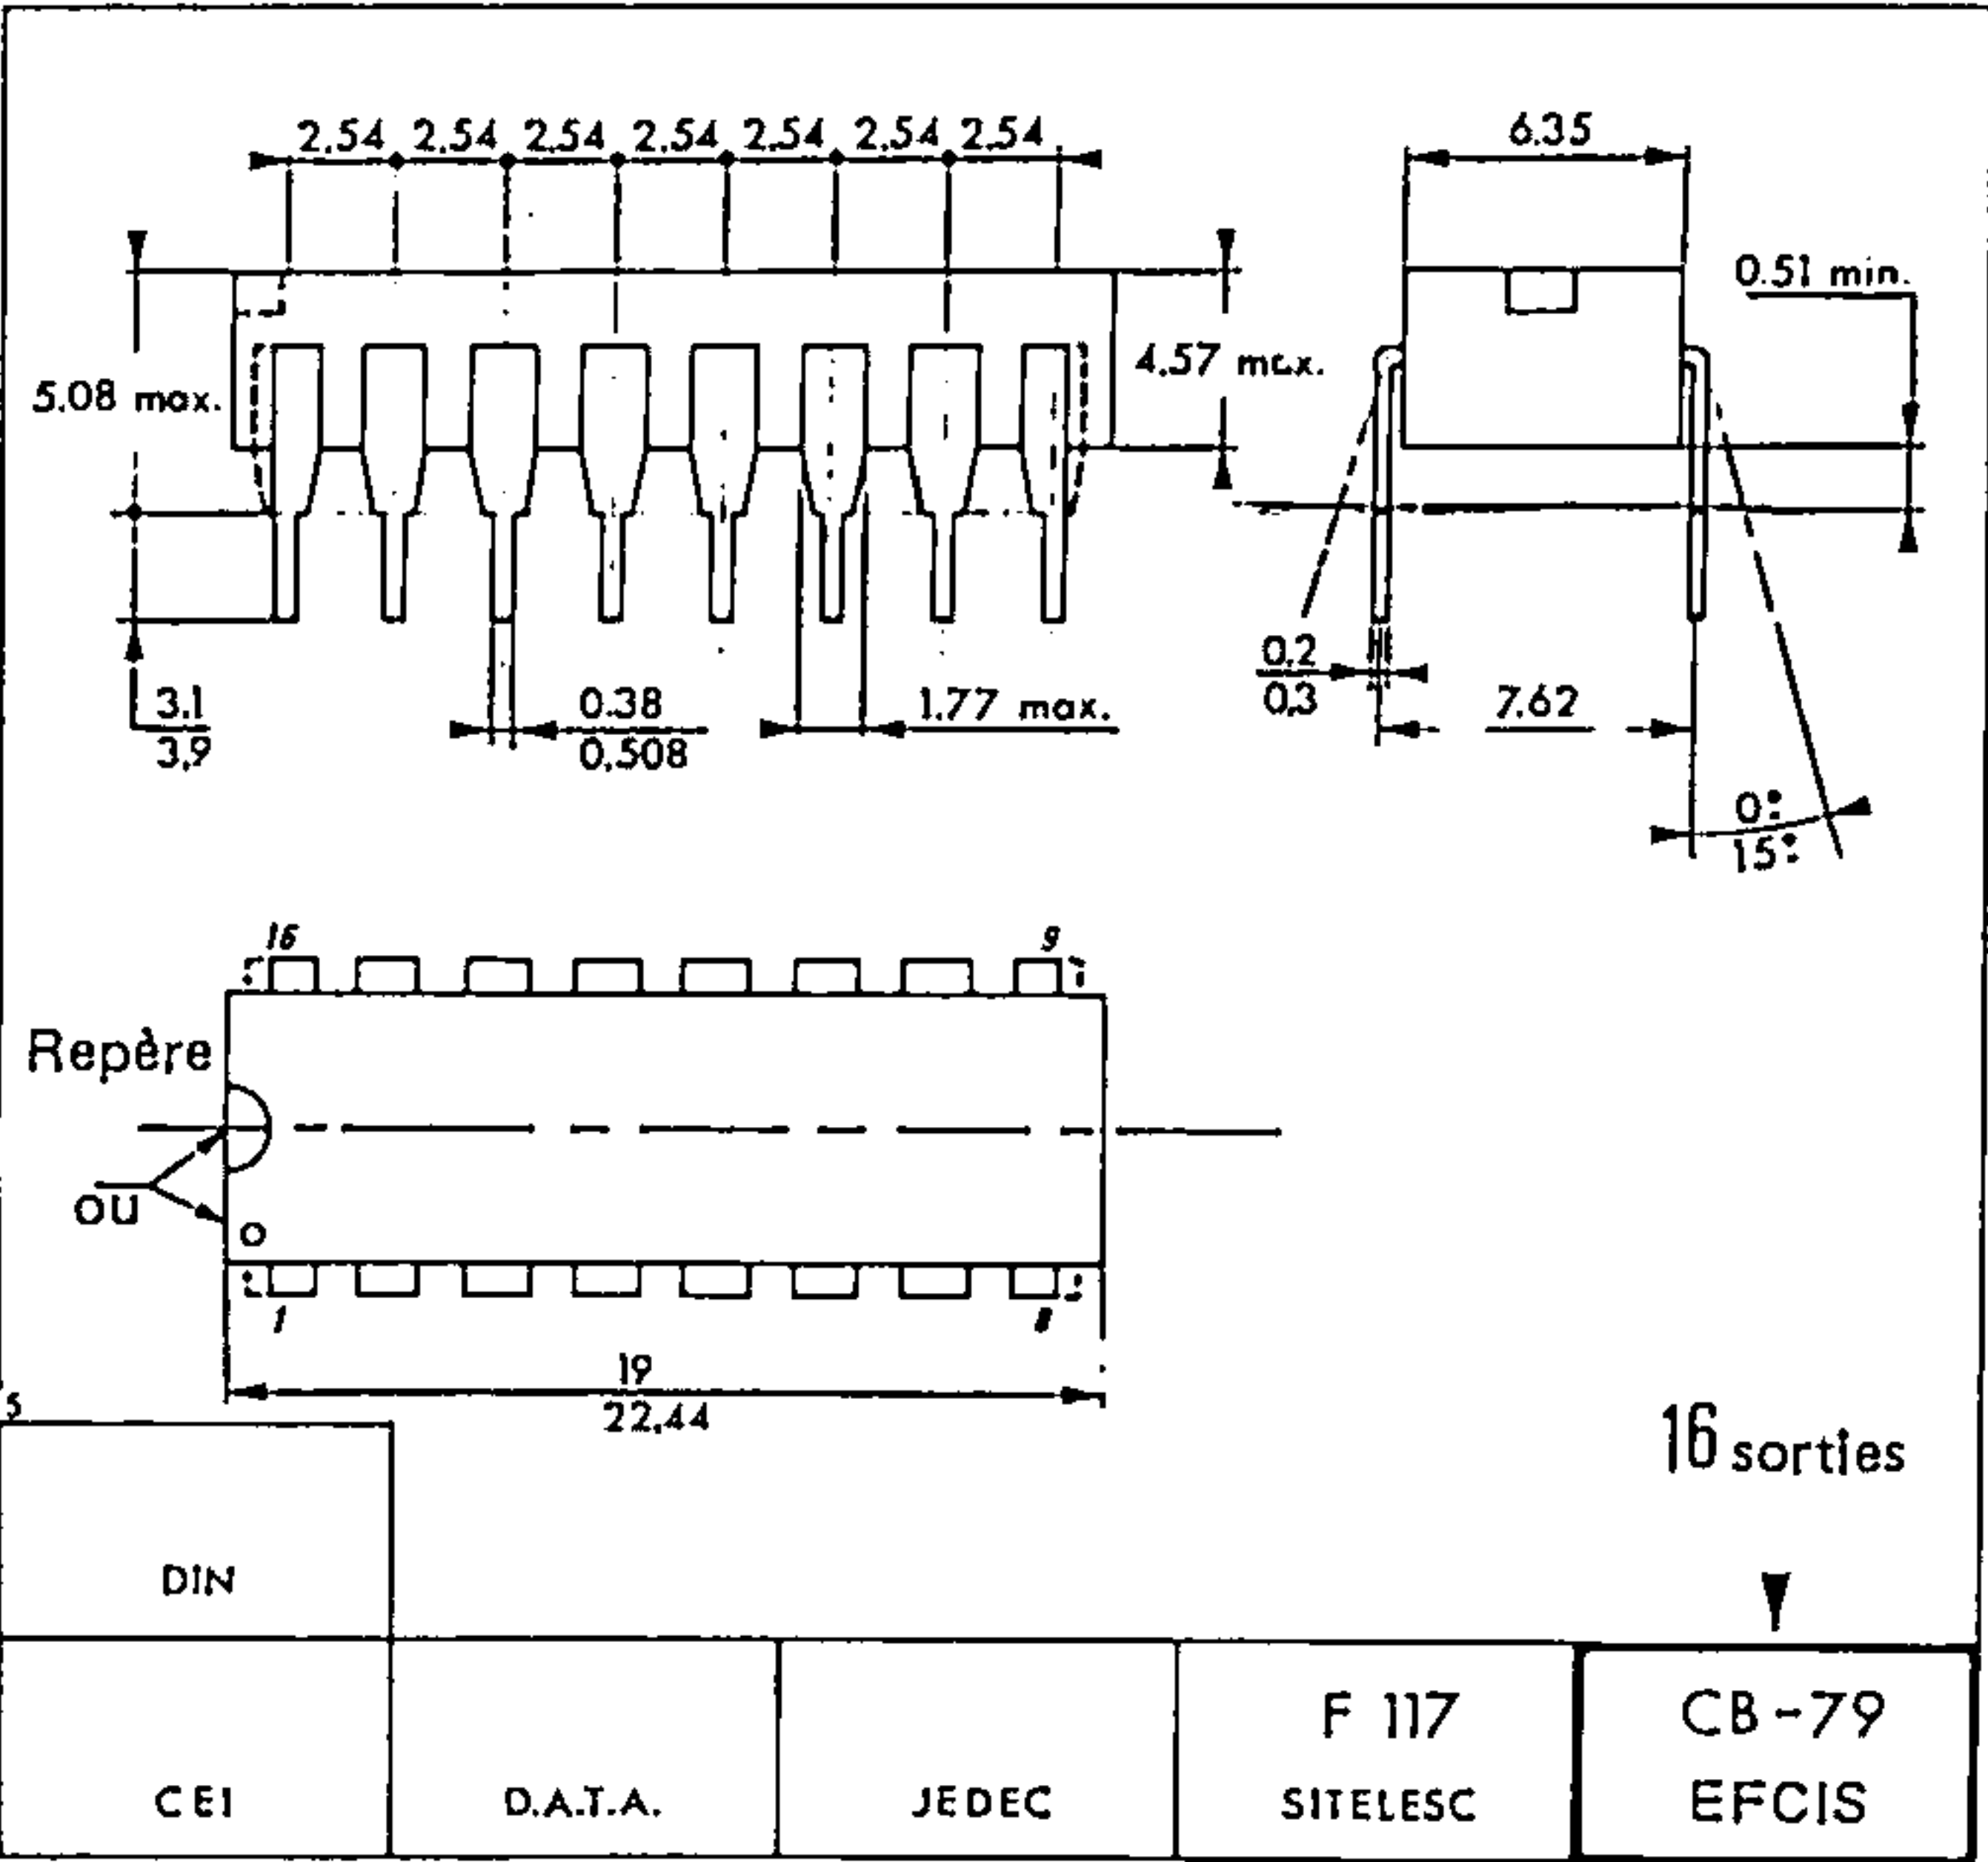 2.54 2.54 2.54 2.54 2.54 2.54 2.54
6.35
0.51 min.
5.08 max.
4.57 max.
3.1
3.9
0.38
0.508
1.77 max.
0.2
0.3
7.62
0°
15°
16
9
Repère
ou
1
19
22.44
5
16 sorties
DIN
F 117
CB-79
CEI
D.A.T.A.
JEDEC
SITELESC
EFCIS